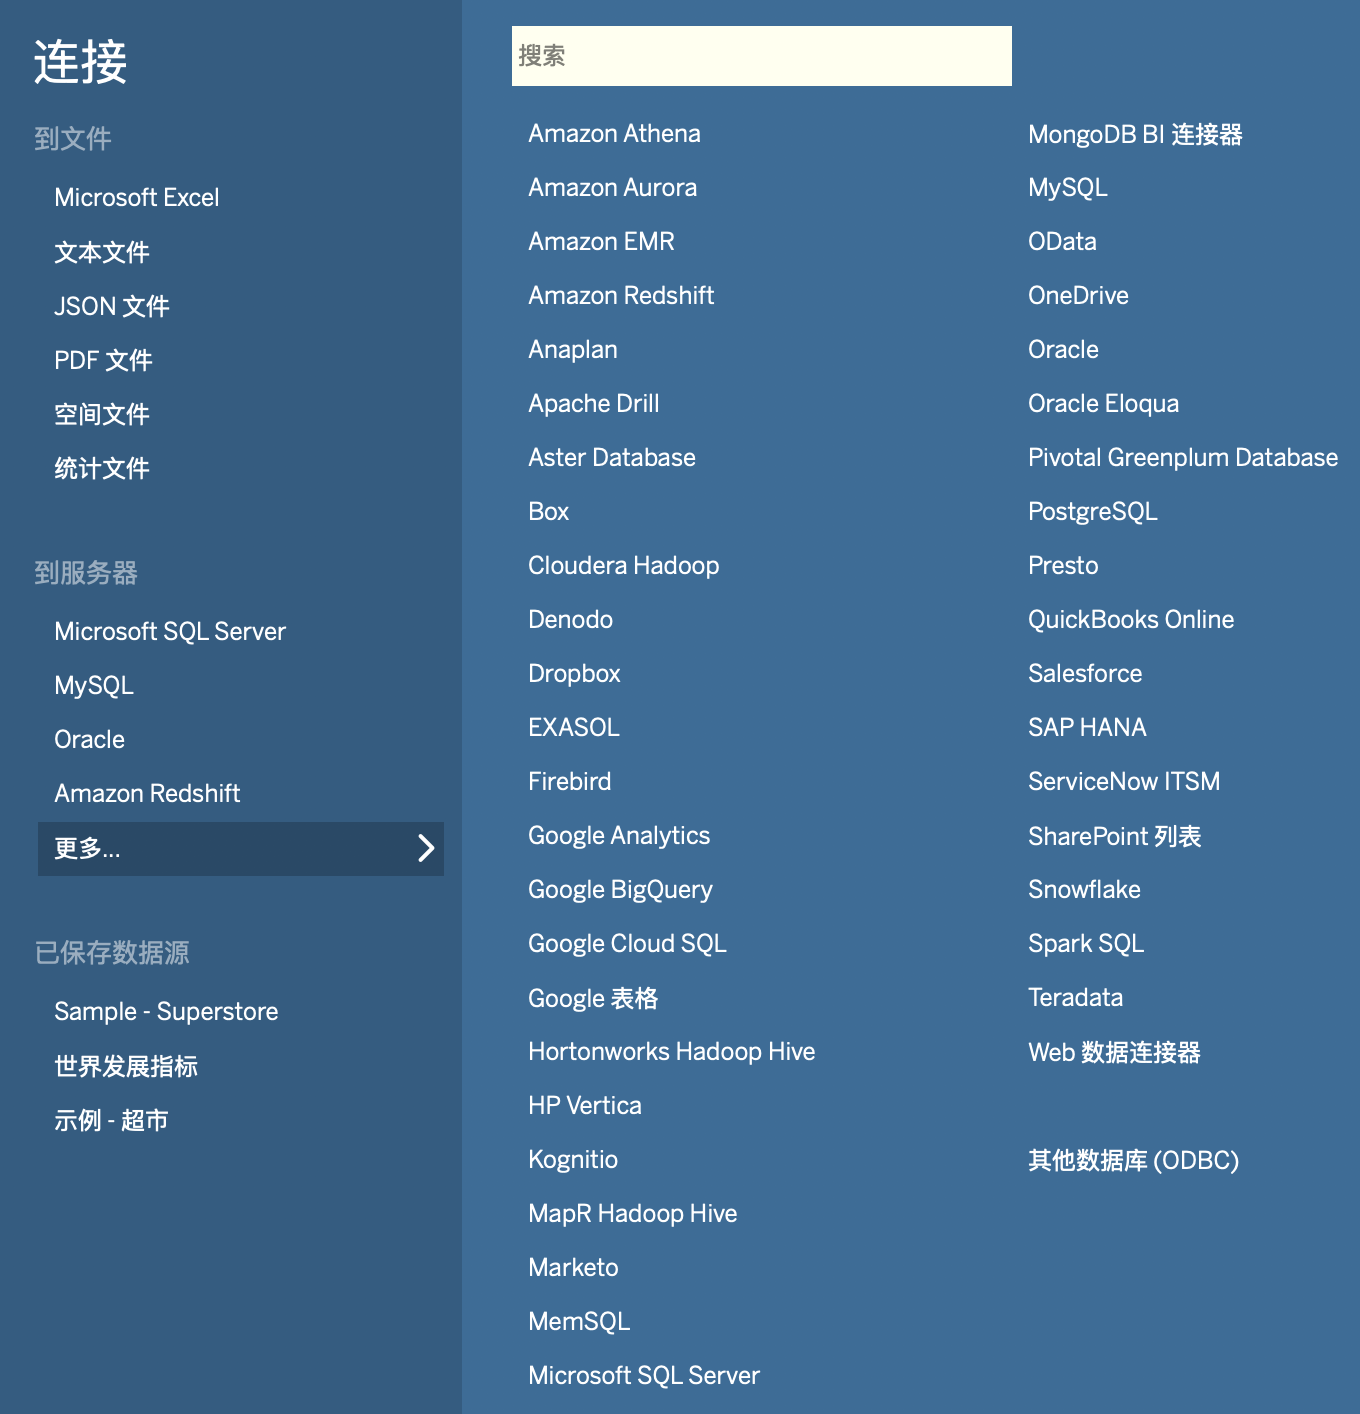 连接
到文件
Microsoft Excel
文本文件
JSON 文件
PDF 文件
空间文件
统计文件
到服务器
Microsoft SQL Server
MySQL
Oracle
Amazon Redshift
更多...
已保存数据源
Sample - Superstore
世界发展指标
示例 - 超市
搜索
Amazon Athena
Amazon Aurora
Amazon EMR
Amazon Redshift
Anaplan
Apache Drill
Aster Database
Box
Cloudera Hadoop
Denodo
Dropbox
EXASOL
Firebird
Google Analytics
Google BigQuery
Google Cloud SQL
Google 表格
Hortonworks Hadoop Hive
HP Vertica
Kognitio
MapR Hadoop Hive
Marketo
MemSQL
Microsoft SQL Server
MongoDB BI 连接器
MySQL
OData
OneDrive
Oracle
Oracle Eloqua
Pivotal Greenplum Database
PostgreSQL
Presto
QuickBooks Online
Salesforce
SAP HANA
ServiceNow ITSM
SharePoint 列表
Snowflake
Spark SQL
Teradata
Web 数据连接器
其他数据库 (ODBC)